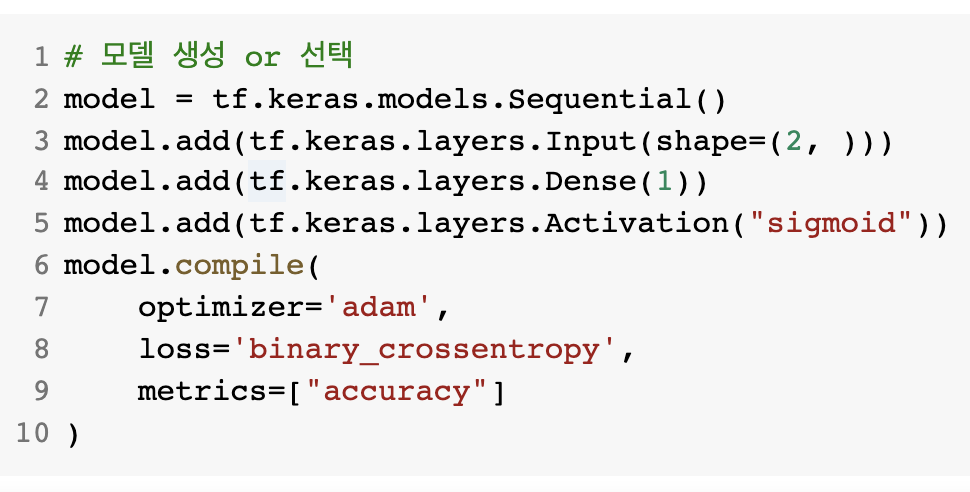 1 # 모델 생성 or 선택
2 model = tf.keras.models.Sequential()
3 model.add(tf.keras.layers.Input(shape=(2, )))
4 model.add(tf.keras.layers.Dense(1))
5 model.add(tf.keras.layers.Activation("sigmoid"))
6 model.compile(
7     optimizer='adam',
8     loss='binary_crossentropy',
9     metrics=["accuracy"]
10 )